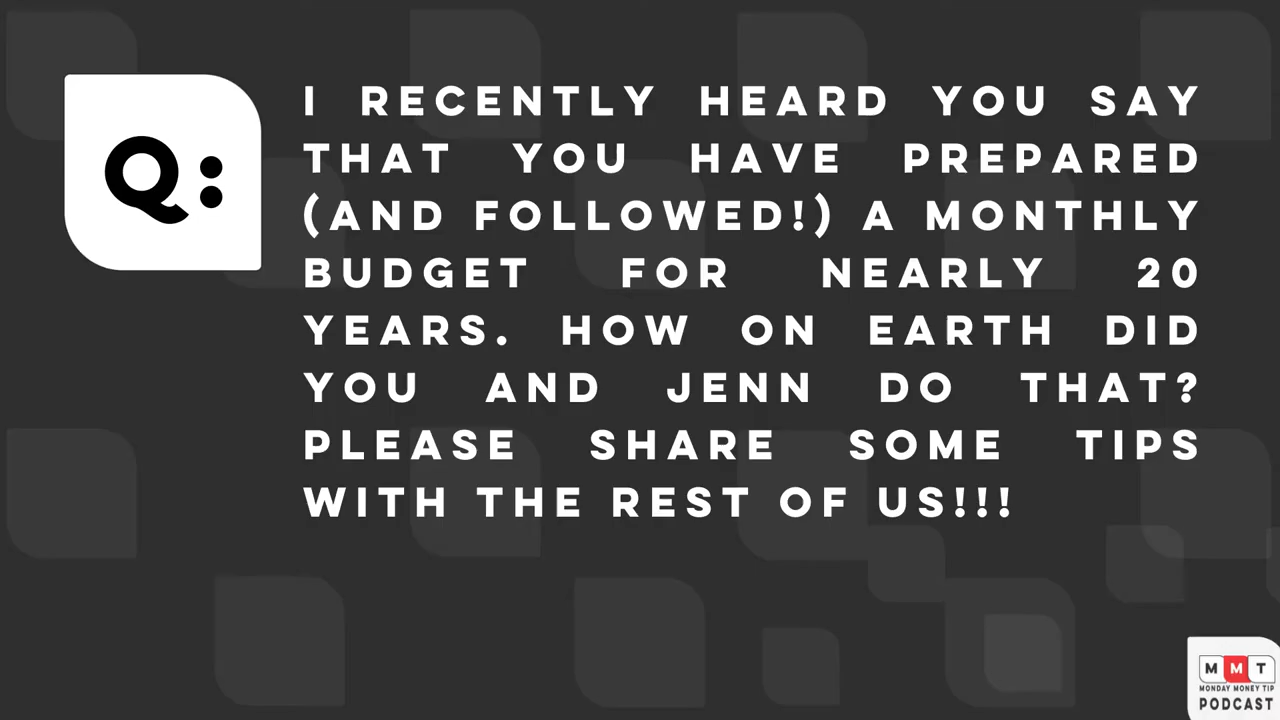 Q:
I RECENTLY HEARD YOU SAY
THAT YOU HAVE PREPARED
(AND FOLLOWED!) A MONTHLY
BUDGET FOR NEARLY 20
YEARS. HOW ON EARTH DID
YOU AND JENN DO THAT?
PLEASE SHARE SOME TIPS
WITH THE REST OF US!!!
MMT
MONDAY MONEY TIP
PODCAST